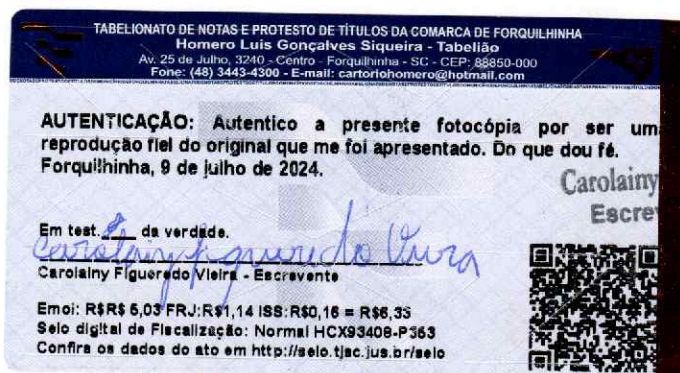 TABELIONATO DE NOTAS E PROTESTO DE TÍTULOS DA COMARCA DE FORQUILHINHA
Homero Luis Gonçalves Siqueira - Tabelião
Av. 25 de Julho, 3240 - Centro - Forquilhinha - SC - CEP: 88850-000
Fone: (48) 3443-4300 - E-mail: cartoriohomero@hotmail.com
AUTENTICAÇÃO: Autentico a presente fotocópia por ser uma
reprodução fiel do original que me foi apresentado. Do que dou fé.
Forquilhinha, 9 de julho de 2024.
Carolainy
Escre
Em test. ___ da verdade.
Carolainy Figueredo Vieira
Carolainy Figueredo Vieira - Escrevente
Emol: R$R$ 5,03 FRJ:R$1,14 ISS:R$0,16 = R$6,33
Selo digital de Fiscalização: Normal HCX93408-P353
Confira os dados do ato em http://selo.tjsc.jus.br/selo